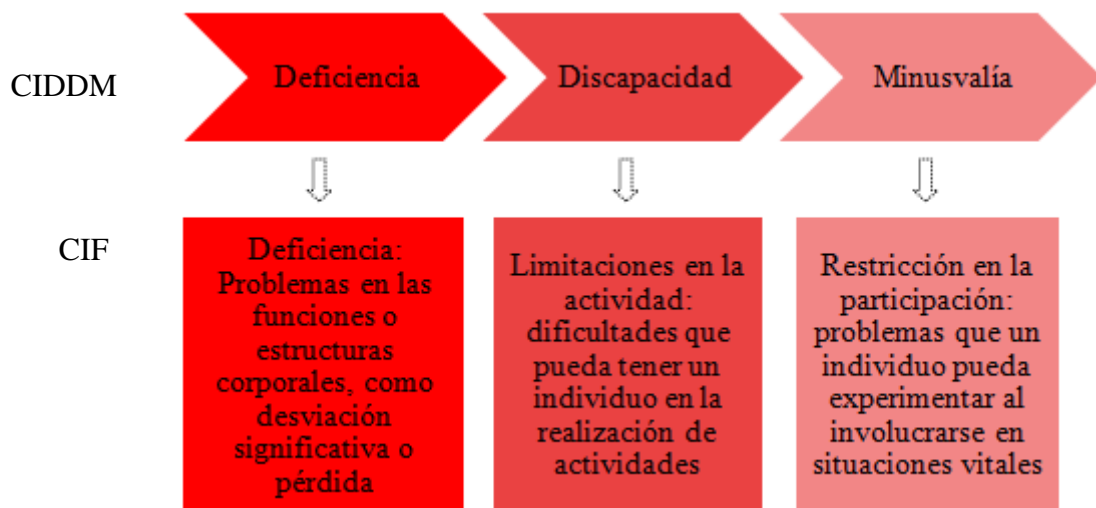 CIDDM
Deficiencia
Discapacidad
Minusvalía
CIF
Deficiencia:
Problemas en las
funciones o
estructuras
corporales, como
desviación
significativa o
pérdida
Limitaciones en la
actividad:
dificultades que
pueda tener un
individuo en la
realización de
actividades
Restricción en la
participación:
problemas que un
individuo pueda
experimentar al
involucrarse en
situaciones vitales